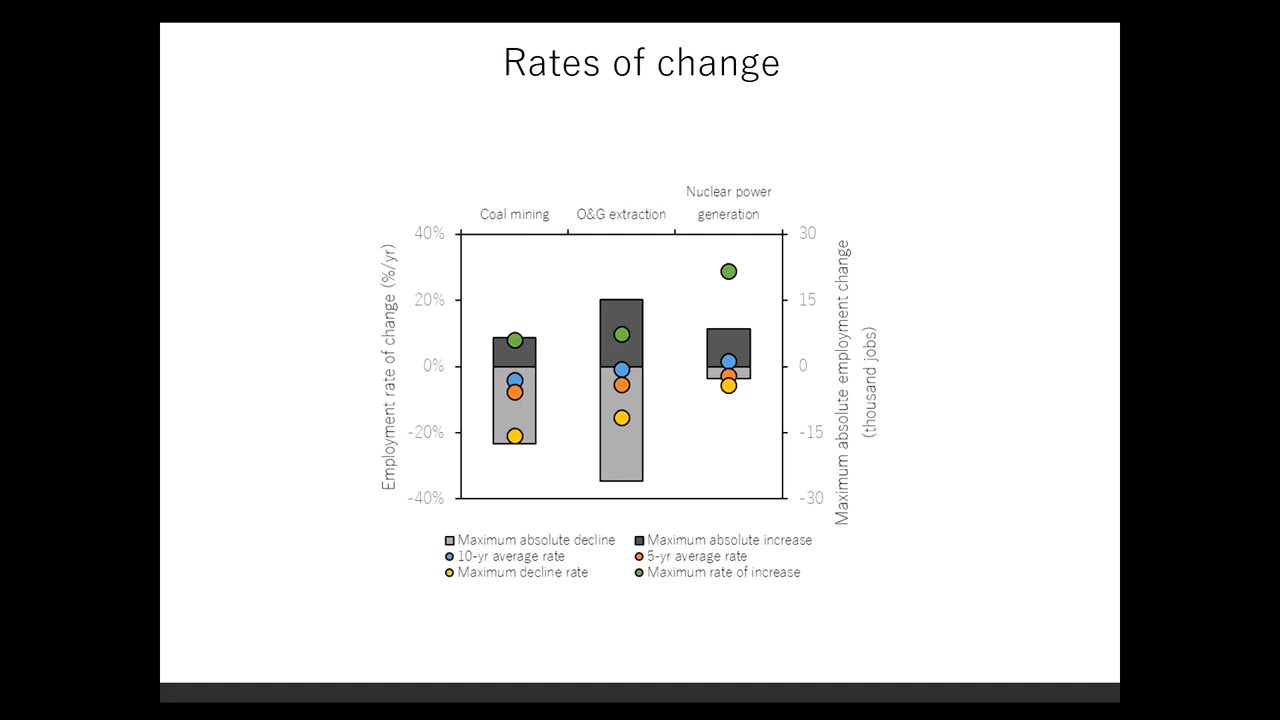 Rates of change
Nuclear power
Coal mining O&G extraction generation
40% 30
20% 15
0% 0
-20% -15
-40% -30
Employment rate of change (%/yr)
Maximum absolute employment change
(thousand jobs)
Maximum absolute decline Maximum absolute increase
10-yr average rate 5-yr average rate
Maximum decline rate Maximum rate of increase